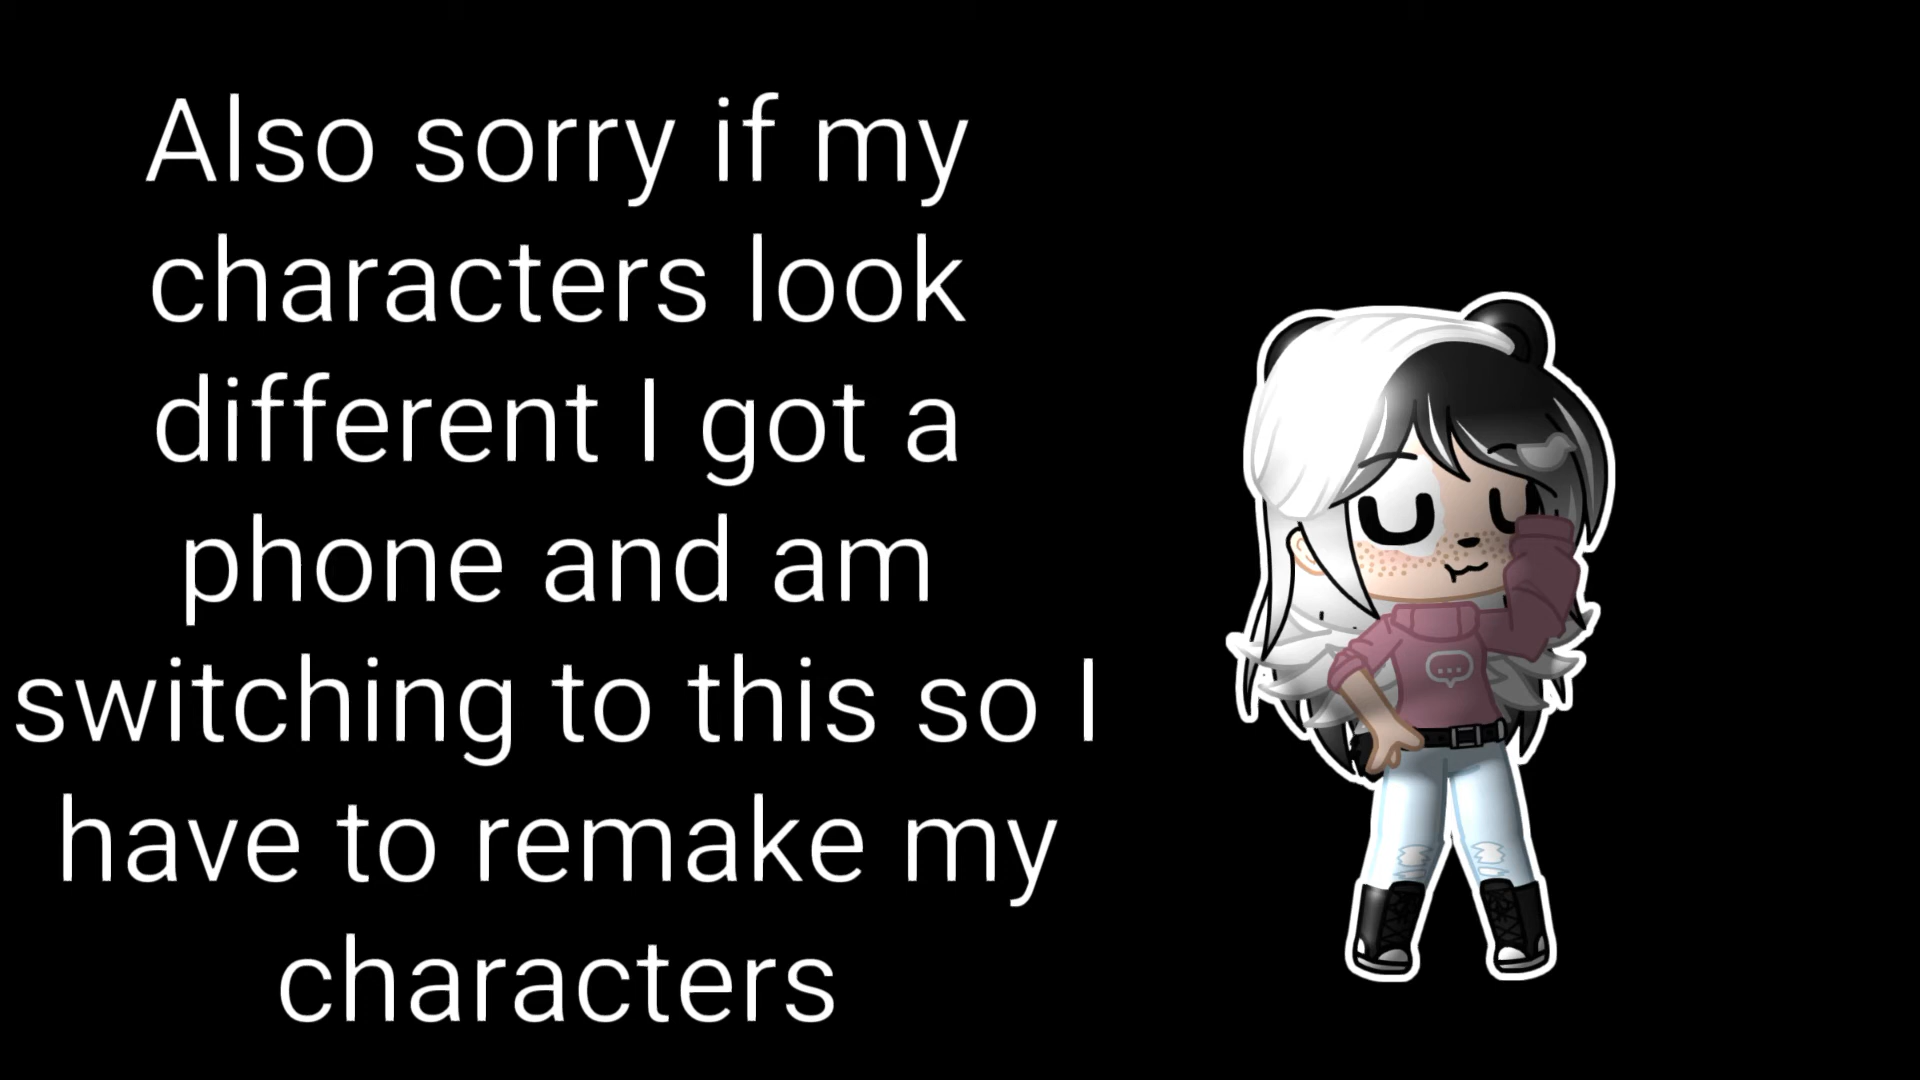 Also sorry if my
characters look
different I got a
phone and am
switching to this so I
have to remake my
characters